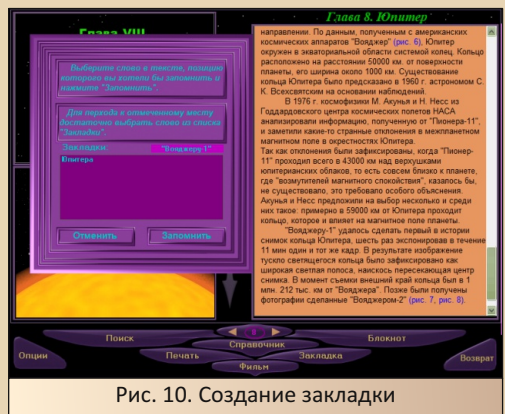 Глава 8. Юпитер
Глава VIII
Выберите слово в тексте, позицию
которого вы хотели бы запомнить и
нажмите "Запомнить".
Для перехода к отмеченному месту
достаточно выбрать слово из списка
"Закладки".
Закладки:
"Вояджеру 1"
Юпитера
Отменить
Запомнить
направлении. По данным, полученным с американских
космических аппаратов "Вояджер" (рис. 6), Юпитер
окружен в экваториальной области системой колец. Кольцо
расположено на расстоянии 50000 км. от поверхности
планеты, его ширина около 1000 км. Существование
кольца Юпитера было предсказано в 1960 г. астрономом С.
К. Всехсвятским на основании наблюдений.
В 1976 г. космофизики М. Акунья и Н. Несс из
Годдардовского центра космических полетов НАСА
анализировали информацию, полученную от "Пионера-11",
и заметили какие-то странные отклонения в межпланетном
магнитном поле в окрестностях Юпитера.
Так как отклонения были зафиксированы, когда "Пионер-
11" проходил всего в 43000 км над верхушками
юпитерианских облаков, то есть совсем близко к планете,
где "возмутителей магнитного спокойствия", казалось бы,
не существовало, это требовало особого объяснения.
Акунья и Несс предложили на выбор несколько и среди
них такое: примерно в 59000 км от Юпитера проходит
кольцо, которое и влияет на магнитное поле планеты.
"Вояджеру-1" удалось сделать первый в истории
снимок кольца Юпитера, шесть раз экспонировав в течение
11 мин один и тот же кадр. В результате изображение
тускло светящегося кольца было зафиксировано как
широкая светлая полоса, наискось пересекающая центр
снимка. В момент съемки внешний край кольца был в 1
млн. 212 тыс. км от "Вояджера". Позже были получены
фотографии сделанные "Вояджером-2" (рис. 7, рис. 8).
Поиск
8
Блокнот
Справочник
Опции
Печать
Закладка
Возврат
Фильм
Рис. 10. Создание закладки